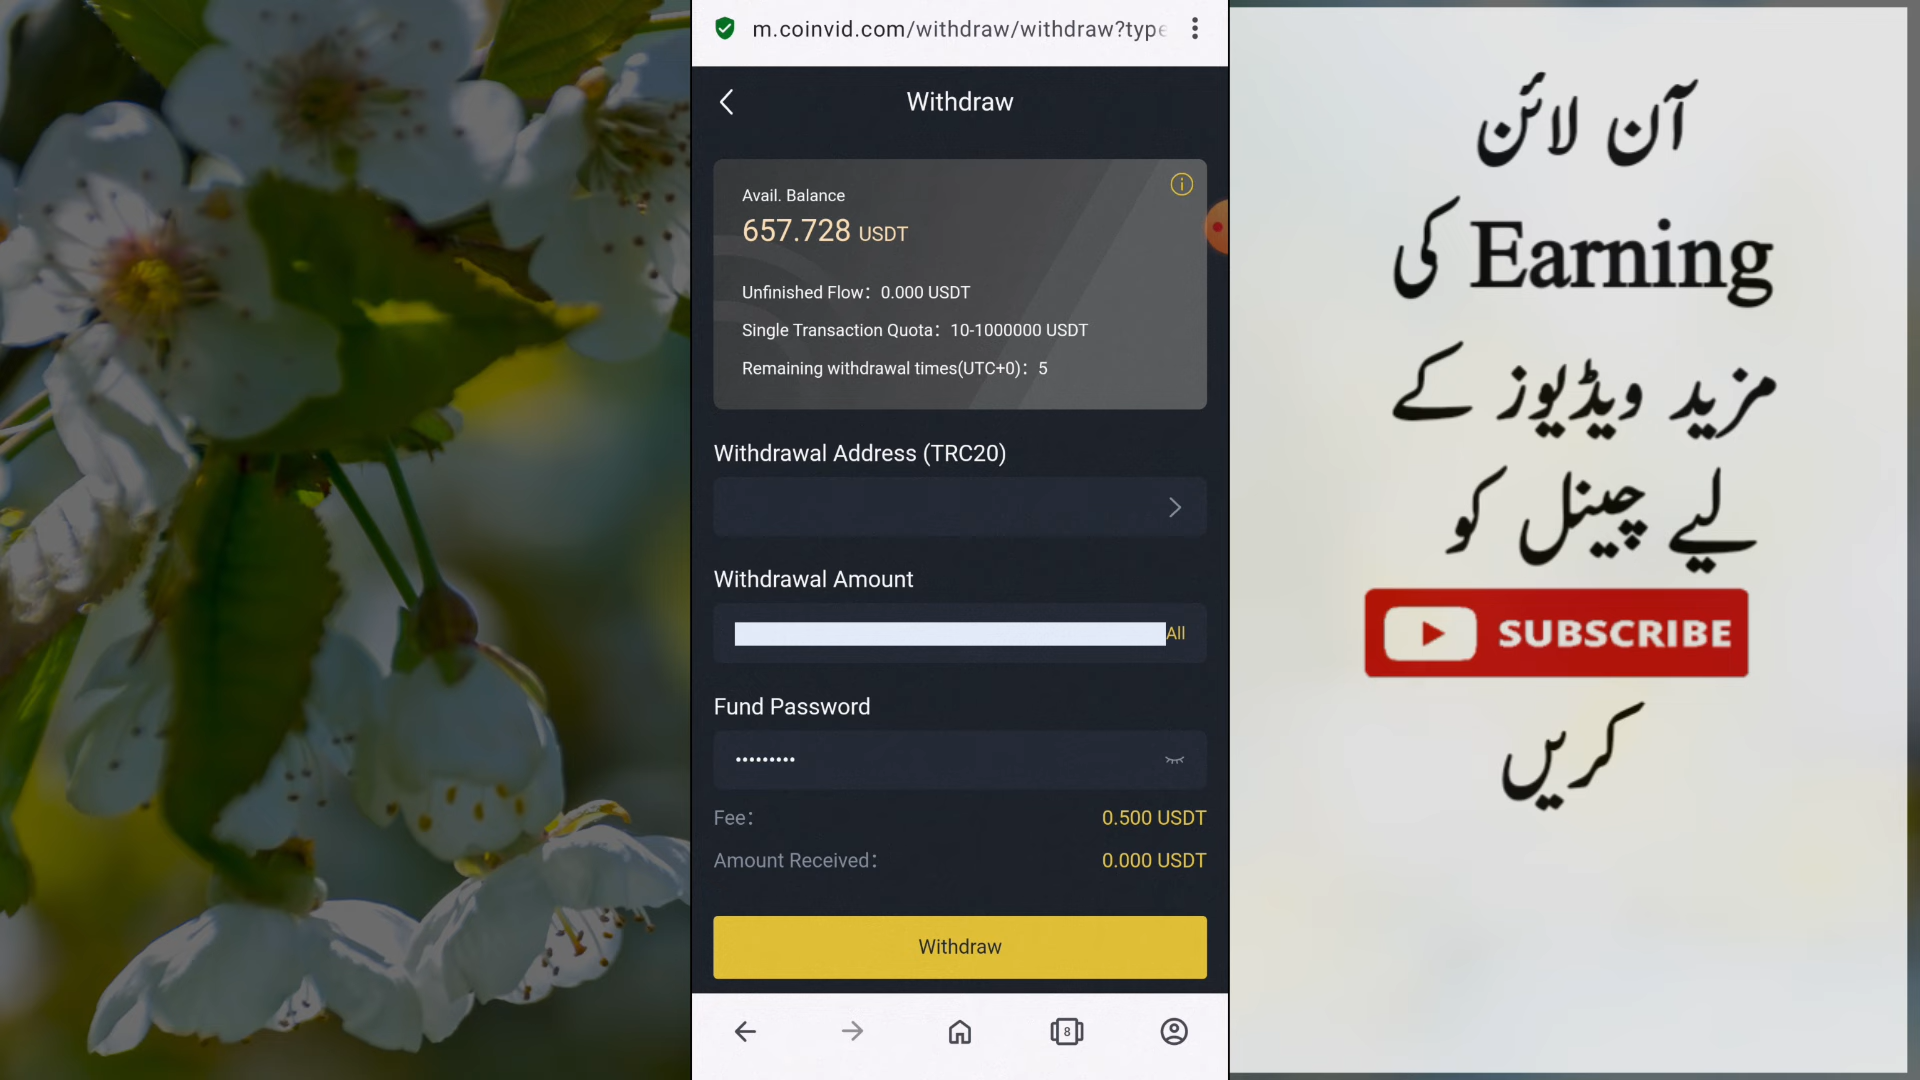 m.coinvid.com/withdraw/withdraw?type
Withdraw
Avail. Balance
657.728 USDT
Unfinished Flow: 0.000 USDT
Single Transaction Quota: 10-1000000 USDT
Remaining withdrawal times(UTC+0): 5
Withdrawal Address (TRC20)
Withdrawal Amount
All
Fund Password
•••••••••
Fee: 0.500 USDT
Amount Received: 0.000 USDT
Withdraw
8
آن لائن
کی Earning
مزید ویڈیوز کے
لیے چینل کو
SUBSCRIBE
کریں